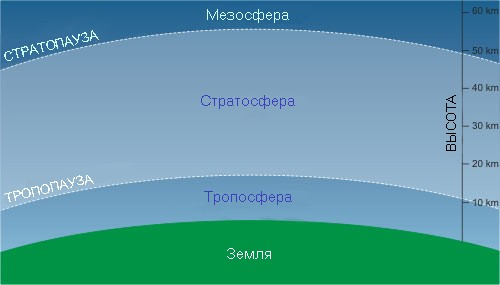 Мезосфера
60 km
СТРАТОПАУЗА
50 km
40 km
Стратосфера
ВЫСОТА
30 km
20 km
ТРОПОПАУЗА
Тропосфера
10 km
Земля